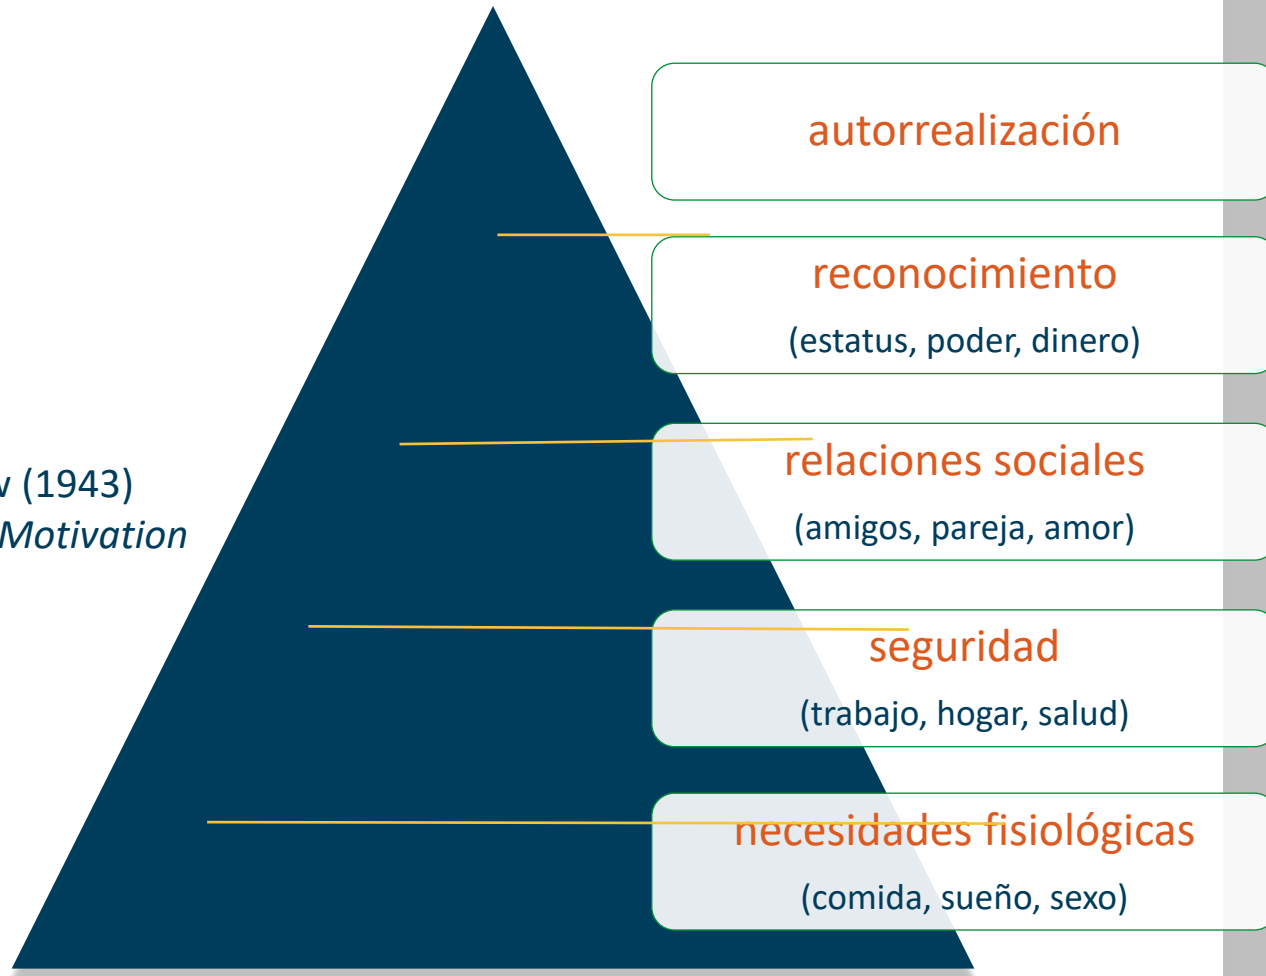 autorrealización
reconocimiento
(estatus, poder, dinero)
relaciones sociales
(amigos, pareja, amor)
(1943)
Motivation
seguridad
(trabajo, hogar, salud)
necesidades fisiológicas
(comida, sueño, sexo)